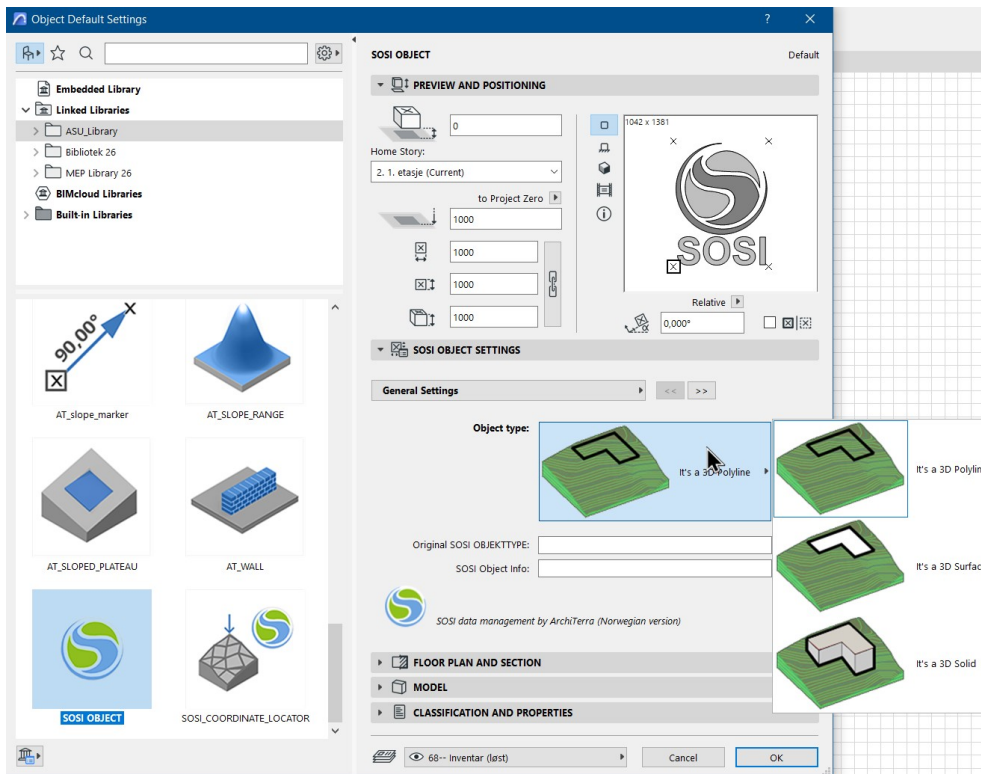 Object Default Settings
?
Embedded Library
Linked Libraries
ASU_Library
Bibliotek 26
MEP Library 26
BIMcloud Libraries
Built-in Libraries
90,00°
AT_slope_marker
AT_SLOPE_RANGE
AT_SLOPED_PLATEAU
AT_WALL
SOSI OBJECT
SOSI_COORDINATE_LOCATOR
SOSI OBJECT
Default
PREVIEW AND POSITIONING
0
Home Story:
2. 1. etasje (Current)
to Project Zero
1000
1000
1000
1000
1042 x 1381
SOSI
Relative
α
0,000°
SOSI OBJECT SETTINGS
General Settings
<<
>>
Object type:
It's a 3D Polyline
It's a 3D Polylin
It's a 3D Surfac
It's a 3D Solid
Original SOSI OBJEKTTYPE:
SOSI Object Info:
SOSI data management by ArchiTerra (Norwegian version)
FLOOR PLAN AND SECTION
MODEL
CLASSIFICATION AND PROPERTIES
68-- Inventar (løst)
Cancel
OK